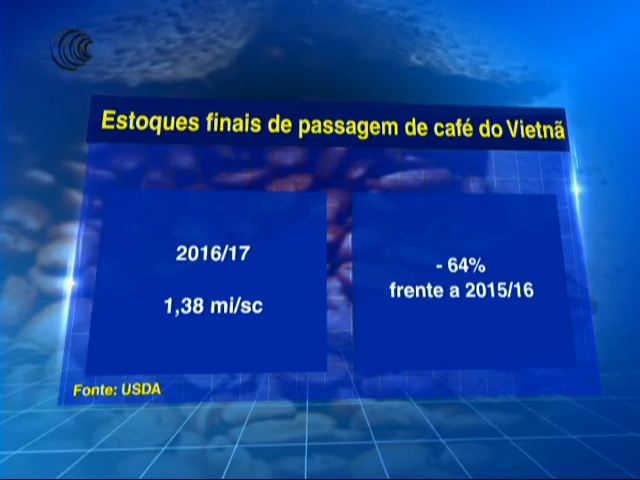 Estoques finais de passagem de café do Vietnã
2016/17
1,38 mi/sc
- 64%
frente a 2015/16
Fonte: USDA